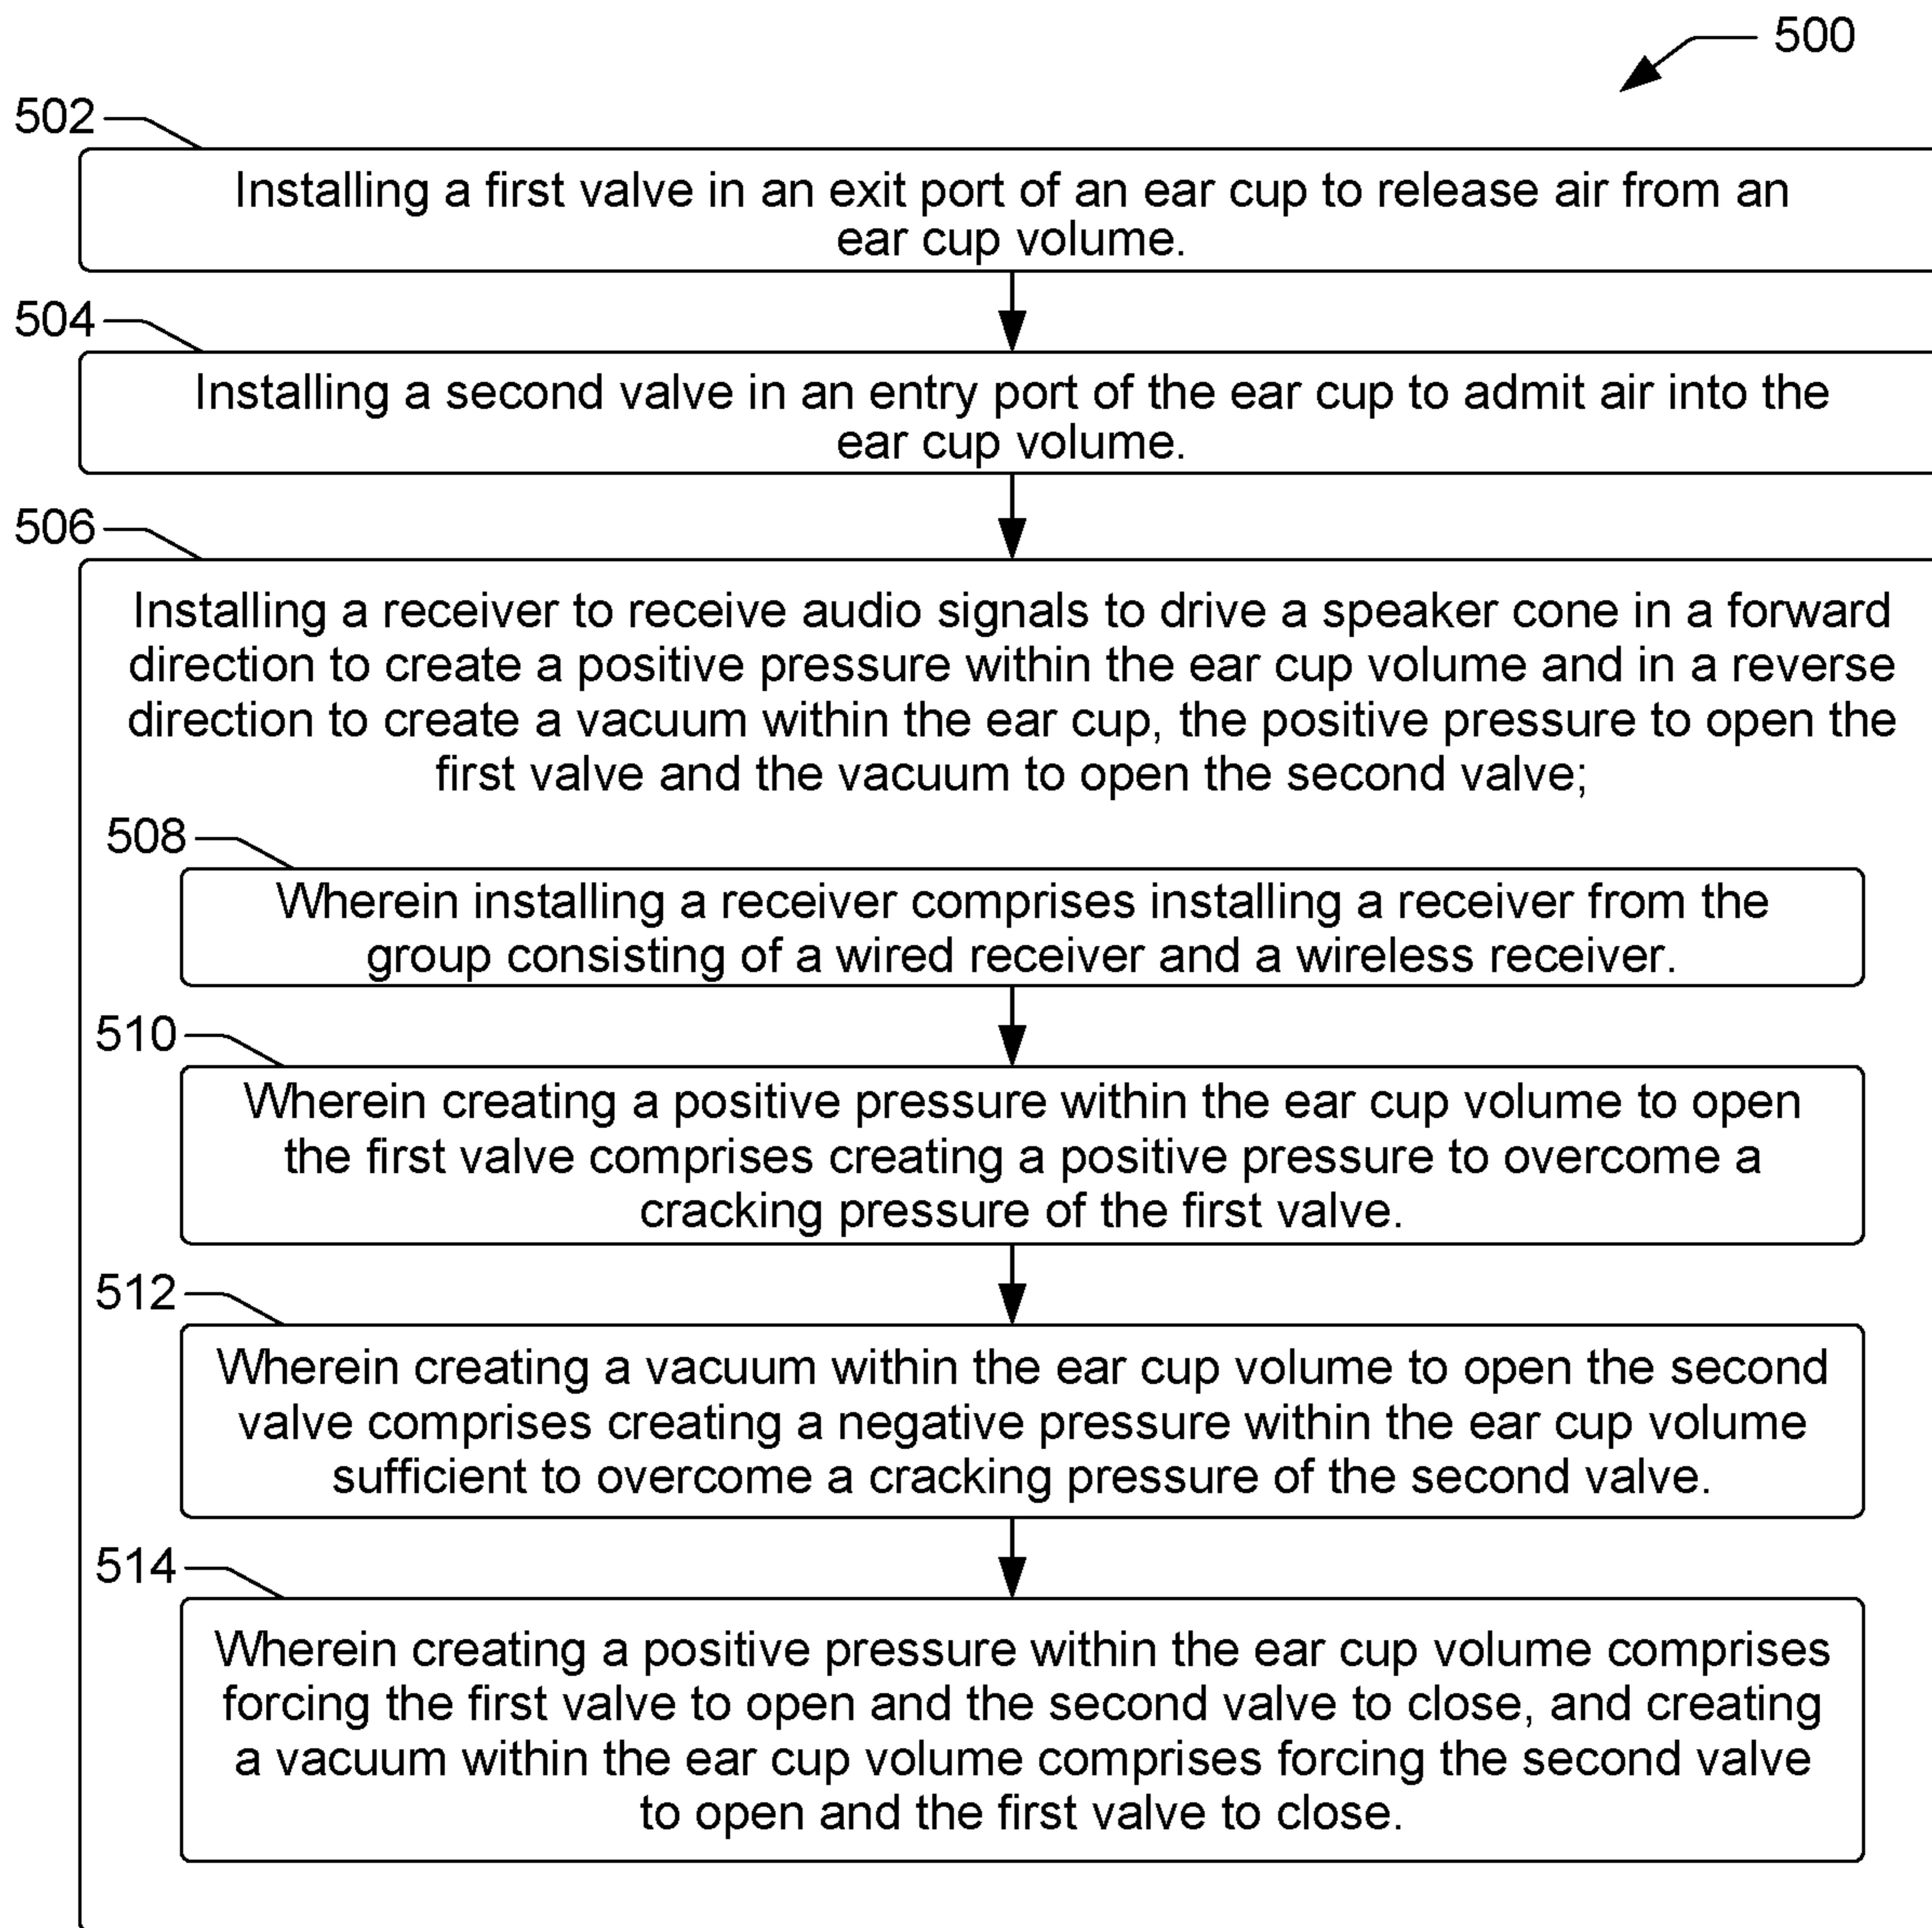 500
502
Installing a first valve in an exit port of an ear cup to release air from an
ear cup volume.
504
Installing a second valve in an entry port of the ear cup to admit air into the
ear cup volume.
506
Installing a receiver to receive audio signals to drive a speaker cone in a forward
direction to create a positive pressure within the ear cup volume and in a reverse
direction to create a vacuum within the ear cup, the positive pressure to open the
first valve and the vacuum to open the second valve;
508
Wherein installing a receiver comprises installing a receiver from the
group consisting of a wired receiver and a wireless receiver.
510
Wherein creating a positive pressure within the ear cup volume to open
the first valve comprises creating a positive pressure to overcome a
cracking pressure of the first valve.
512
Wherein creating a vacuum within the ear cup volume to open the second
valve comprises creating a negative pressure within the ear cup volume
sufficient to overcome a cracking pressure of the second valve.
514
Wherein creating a positive pressure within the ear cup volume comprises
forcing the first valve to open and the second valve to close, and creating
a vacuum within the ear cup volume comprises forcing the second valve
to open and the first valve to close.